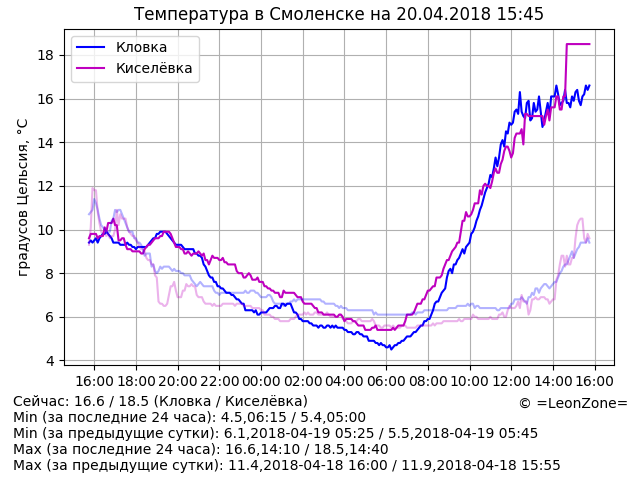 Температура в Смоленске на 20.04.2018 15:45
Кловка
Киселёвка
градусов Цельсия, °C
18
16
14
12
10
8
6
4
16:00 18:00 20:00 22:00 00:00 02:00 04:00 06:00 08:00 10:00 12:00 14:00 16:00
Сейчас: 16.6 / 18.5 (Кловка / Киселёвка)
© =LeonZone=
Min (за последние 24 часа): 4.5,06:15 / 5.4,05:00
Min (за предыдущие сутки): 6.1,2018-04-19 05:25 / 5.5,2018-04-19 05:45
Max (за последние 24 часа): 16.6,14:10 / 18.5,14:40
Max (за предыдущие сутки): 11.4,2018-04-18 16:00 / 11.9,2018-04-18 15:55